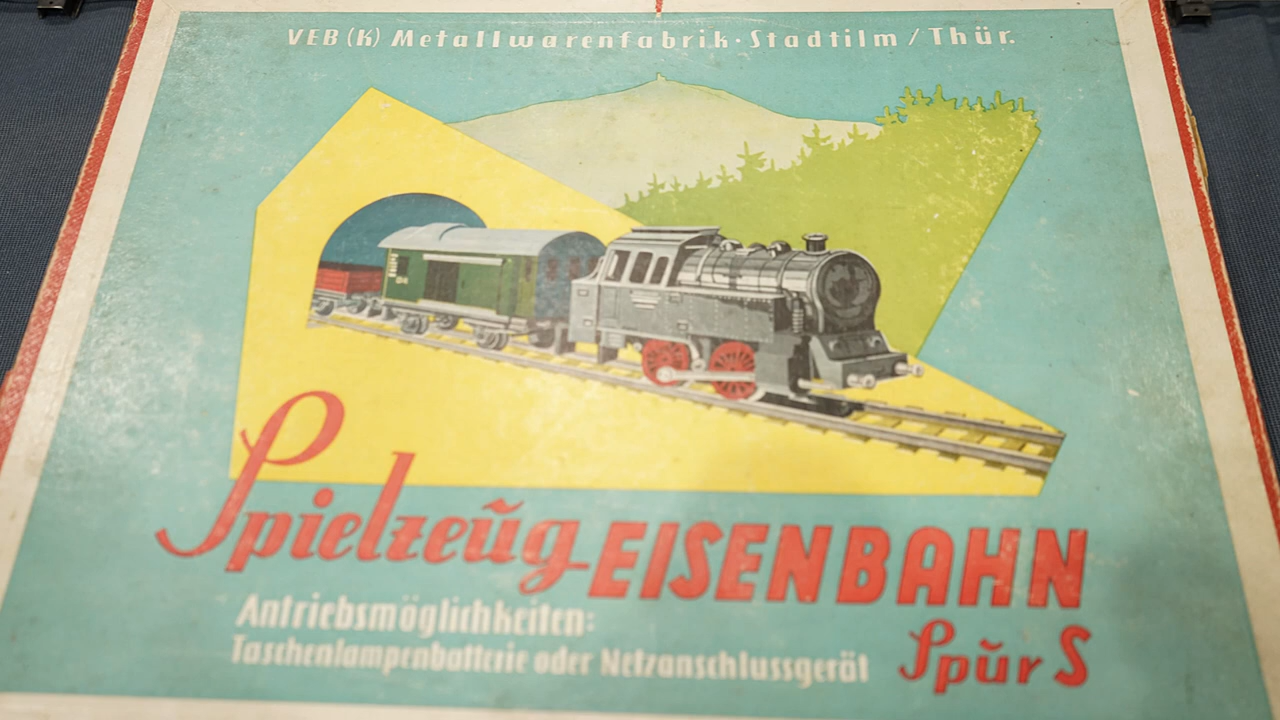 VEB (K) Metallwarenfabrik · Stadtilm / Thür.
Spielzeug EISENBAHN
Antriebsmöglichkeiten:
Taschenlampenbatterie oder Netzanschlussgerät
Spur S